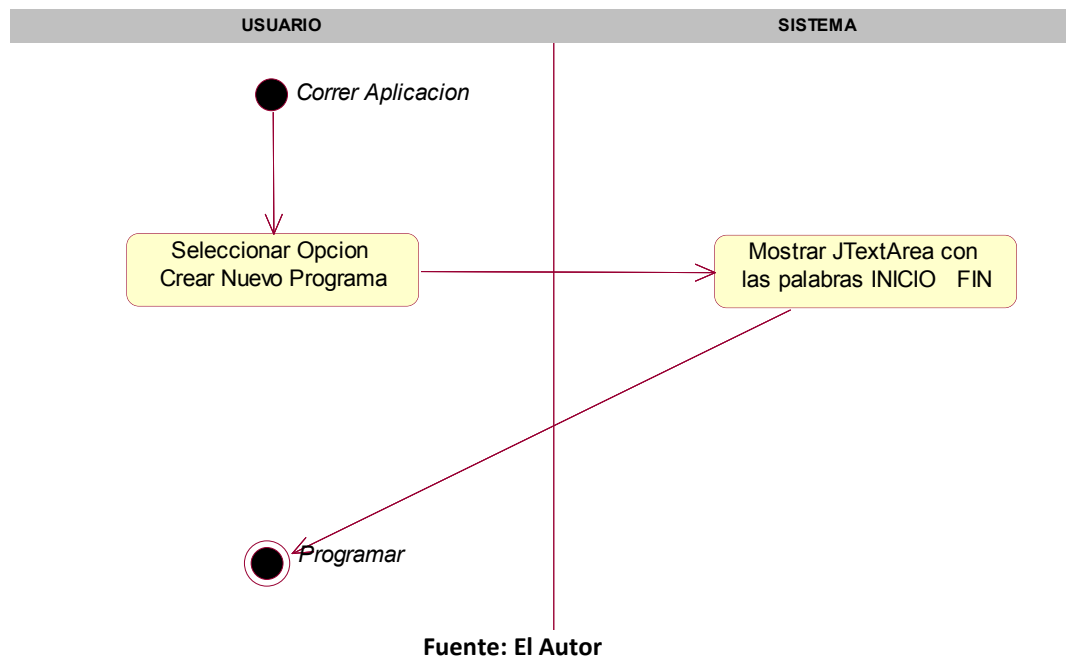 USUARIO
SISTEMA
Correr Aplicacion
Seleccionar Opcion
Crear Nuevo Programa
Mostrar JTextArea con
las palabras INICIO FIN
Programar
Fuente: El Autor